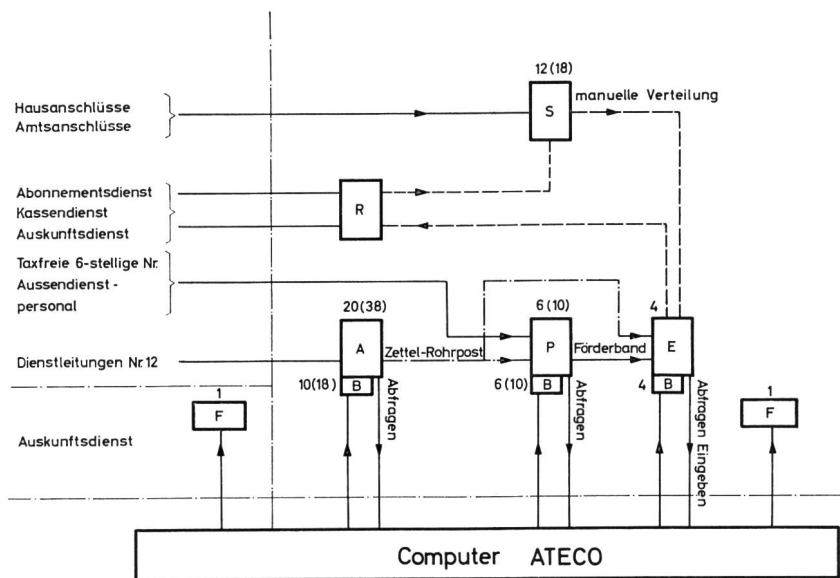 12(18)
manuelle Verteilung
Hausanschlüsse
Amtsanschlüsse
S
Abonnementsdienst
Kassendienst
Auskunftsdienst
R
Taxfreie 6-stellige Nr.
Aussendienst-
personal
20(38)
6(10)
4
A
Zettel-Rohrpost
P
Förderband
E
Dienstleitungen Nr.12
10(18)
B
Abfragen
6(10)
B
Abfragen
4
B
Abfragen Eingeben
1
F
1
F
Auskunftsdienst
Computer ATECO